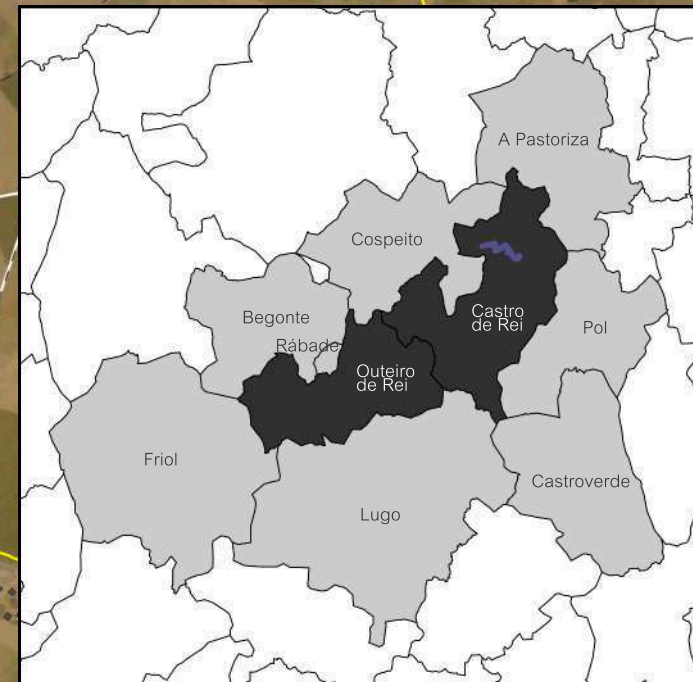 A Pastoriza
Cospeito
Begonte
Rábade
Castro
de Rei
Pol
Outeiro
de Rei
Friol
Lugo
Castroverde